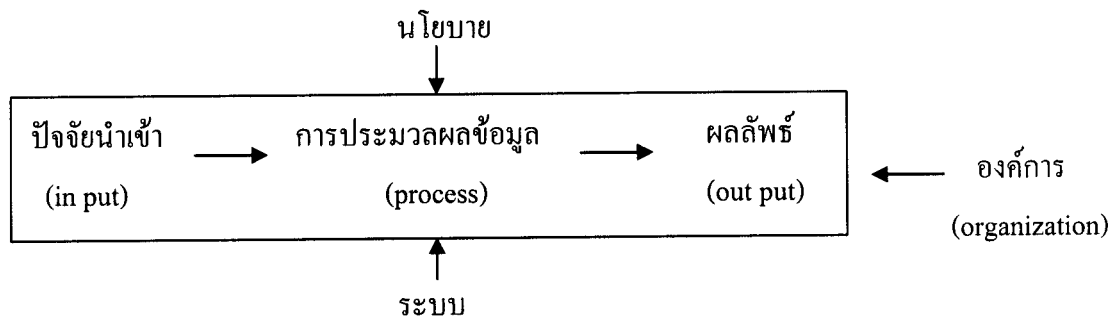 นโยบาย
ปัจจัยนำเข้า
(in put)
การประมวลผลข้อมูล
(process)
ผลลัพธ์
(out put)
องค์การ
(organization)
ระบบ